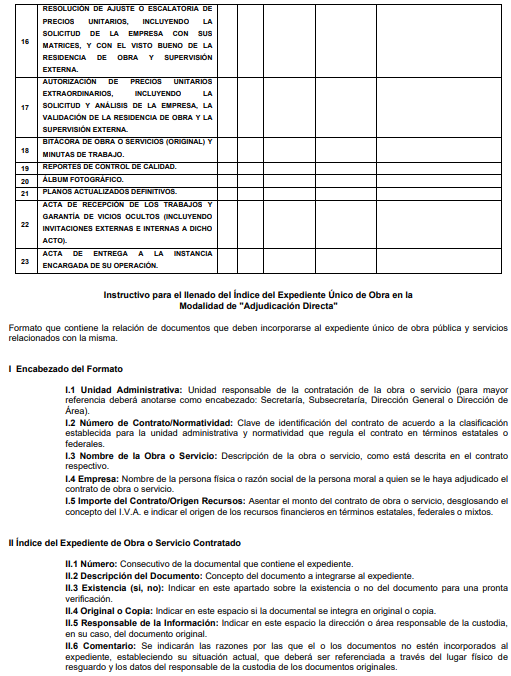 RESOLUCIÓN DE AJUSTE O ESCALATORIA DE
PRECIOS UNITARIOS, INCLUYENDO LA
SOLICITUD DE LA EMPRESA CON SUS
16 MATRICES, Y CON EL VISTO BUENO DE LA
RESIDENCIA DE OBRA Y SUPERVISIÓN
EXTERNA.
AUTORIZACIÓN DE PRECIOS UNITARIOS
EXTRAORDINARIOS, INCLUYENDO LA
17 SOLICITUD Y ANÁLISIS DE LA EMPRESA, LA
VALIDACIÓN DE LA RESIDENCIA DE OBRA Y LA
SUPERVISIÓN EXTERNA.
18 BITÁCORA DE OBRA O SERVICIOS (ORIGINAL) Y
MINUTAS DE TRABAJO.
19 REPORTES DE CONTROL DE CALIDAD.
20 ÁLBUM FOTOGRÁFICO.
21 PLANOS ACTUALIZADOS DEFINITIVOS.
ACTA DE RECEPCIÓN DE LOS TRABAJOS Y
22 GARANTÍA DE VICIOS OCULTOS (INCLUYENDO
INVITACIONES EXTERNAS E INTERNAS A DICHO
ACTO).
23 ACTA DE ENTREGA A LA INSTANCIA
ENCARGADA DE SU OPERACIÓN.
Instructivo para el llenado del Índice del Expediente Único de Obra en la
Modalidad de "Adjudicación Directa"
Formato que contiene la relación de documentos que deben incorporarse al expediente único de obra pública y servicios
relacionados con la misma.
I Encabezado del Formato
I.1 Unidad Administrativa: Unidad responsable de la contratación de la obra o servicio (para mayor
referencia deberá anotarse como encabezado: Secretaría, Subsecretaría, Dirección General o Dirección de
Área).
I.2 Número de Contrato/Normatividad: Clave de identificación del contrato de acuerdo a la clasificación
establecida para la unidad administrativa y normatividad que regula el contrato en términos estatales o
federales.
I.3 Nombre de la Obra o Servicio: Descripción de la obra o servicio, como está descrita en el contrato
respectivo.
I.4 Empresa: Nombre de la persona física o razón social de la persona moral a quien se le haya adjudicado el
contrato de obra o servicio.
I.5 Importe del Contrato/Origen Recursos: Asentar el monto del contrato de obra o servicio, desglosando el
concepto del I.V.A. e indicar el origen de los recursos financieros en términos estatales, federales o mixtos.
II Índice del Expediente de Obra o Servicio Contratado
II.1 Número: Consecutivo de la documental que contiene el expediente.
II.2 Descripción del Documento: Concepto del documento a integrarse al expediente.
II.3 Existencia (si, no): Indicar en este apartado sobre la existencia o no del documento para una pronta
verificación.
II.4 Original o Copia: Indicar en este espacio si la documental se integra en original o copia.
II.5 Responsable de la Información: Indicar en este espacio la dirección o área responsable de la custodia,
en su caso, del documento original.
II.6 Comentario: Se indicarán las razones por las que el o los documentos no estén incorporados al
expediente, estableciendo su situación actual, que deberá ser referenciada a través del lugar físico de
resguardo y los datos del responsable de la custodia de los documentos originales.